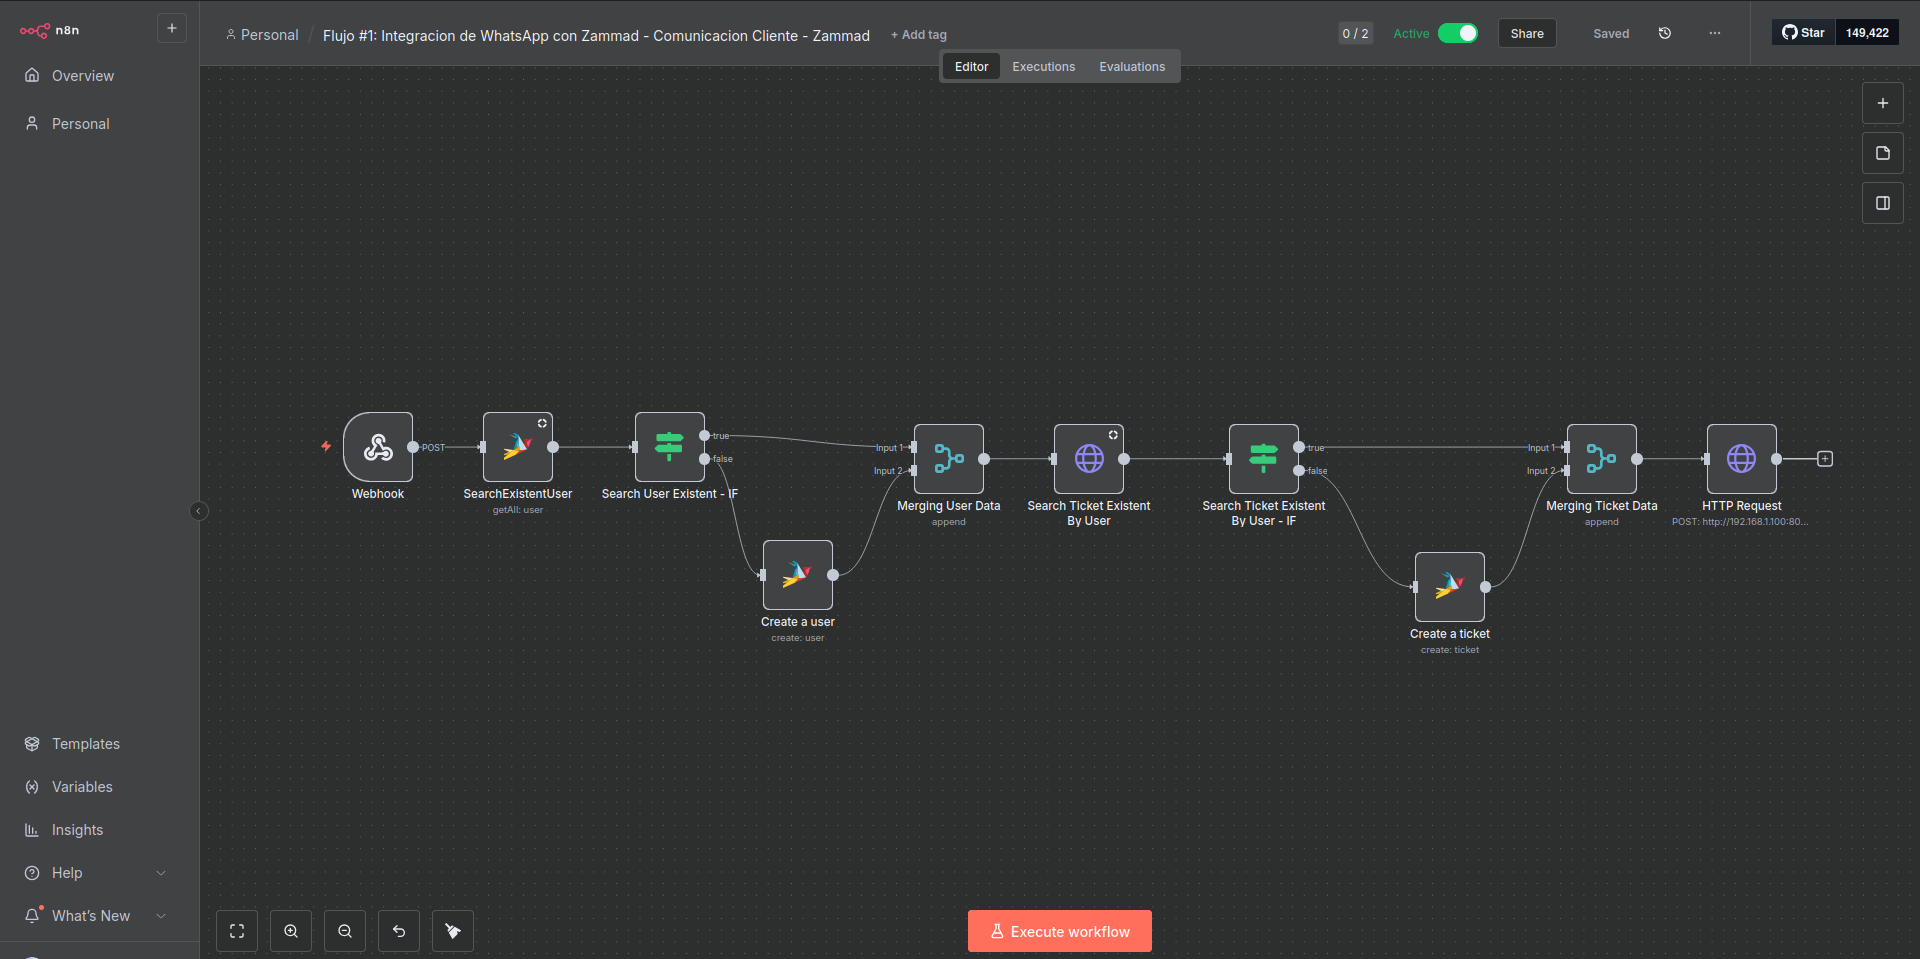 n8n
Personal / Flujo #1: Integracion de WhatsApp con Zammad - Comunicacion Cliente - Zammad + Add tag
0 / 2 Active Share Saved ... Star 149,422
Editor Executions Evaluations
Overview
Personal
POST
true
false
Input 1
Input 2
true
false
Input 1
Input 2
Webhook
SearchExistentUser
getAll: user
Search User Existent - IF
Create a user
create: user
Merging User Data
append
Search Ticket Existent
By User
Search Ticket Existent
By User - IF
Create a ticket
create: ticket
Merging Ticket Data
append
HTTP Request
POST: http://192.168.1.100:80...
Templates
Variables
Insights
Help
What's New
Execute workflow